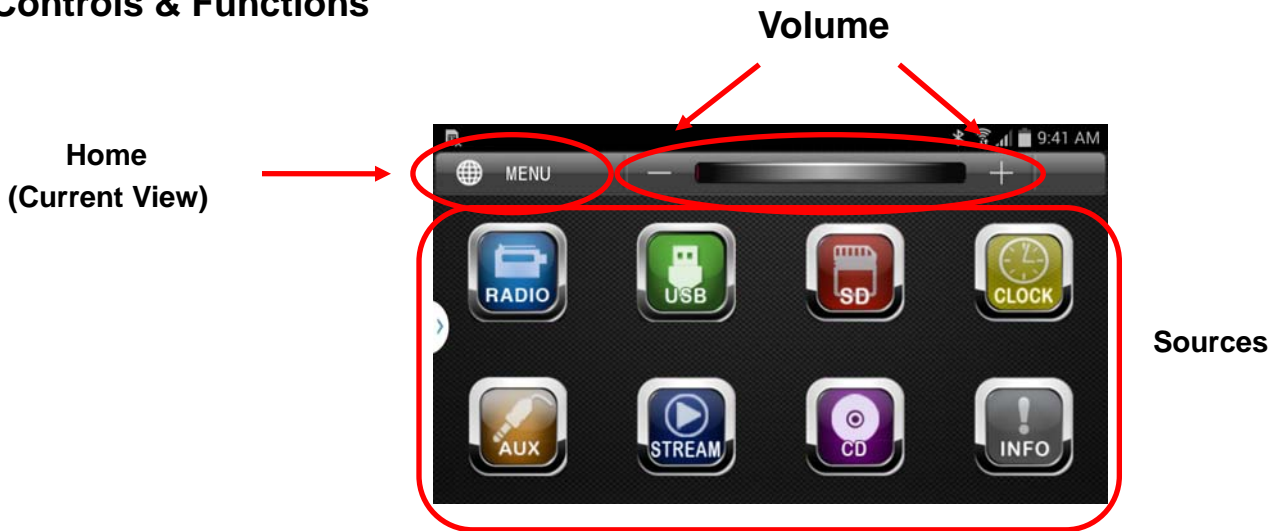 Controls & Functions
Volume
Home
(Current View)
9:41 AM
MENU
RADIO
USB
SD
CLOCK
Sources
AUX
STREAM
CD
INFO